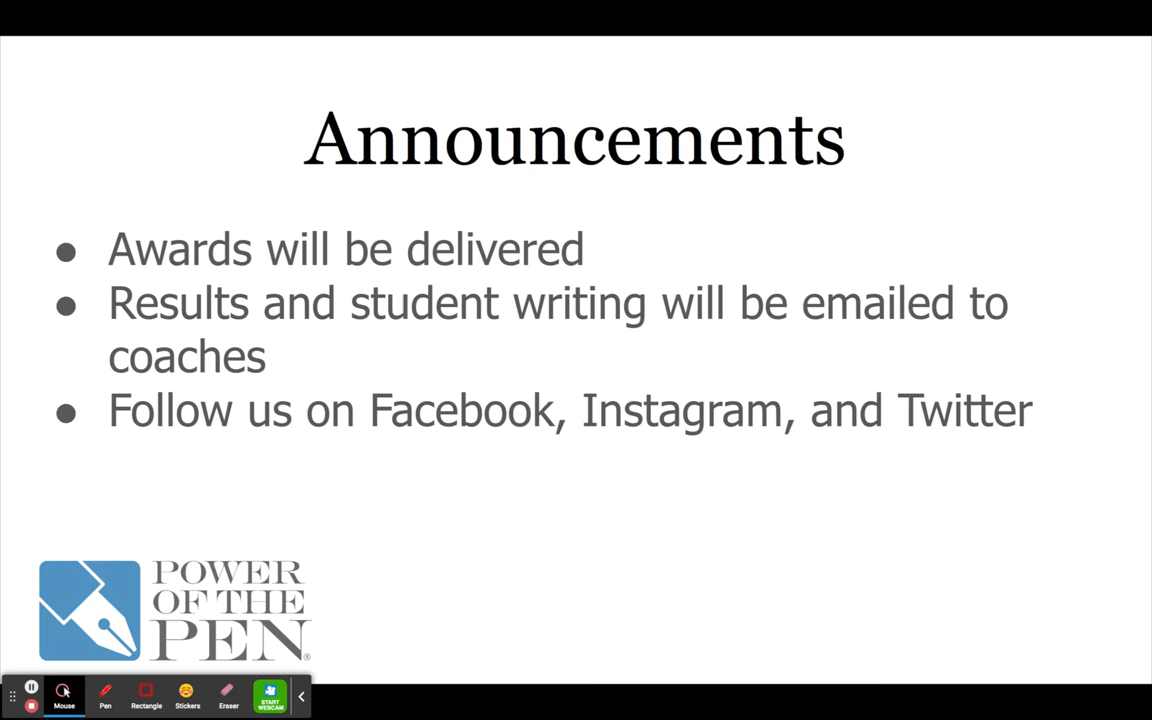 Announcements
● Awards will be delivered
● Results and student writing will be emailed to
coaches
● Follow us on Facebook, Instagram, and Twitter
POWER
OF THE
PEN®
Mouse
Pen
Rectangle
Stickers
Eraser
START
WEBCAM